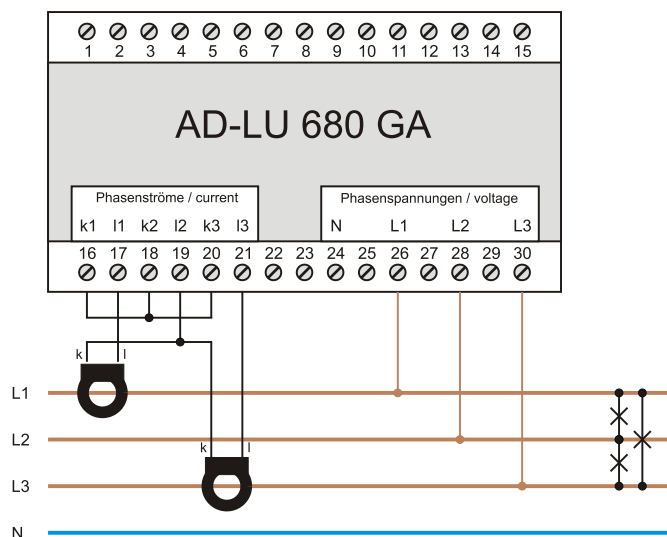 1 2 3 4 5 6 7 8 9 10 11 12 13 14 15
AD-LU 680 GA
Phasenströme / current
k1 l1 k2 l2 k3 l3
Phasenspannungen / voltage
N L1 L2 L3
16 17 18 19 20 21 22 23 24 25 26 27 28 29 30
k l
L1
L2
k l
L3
N